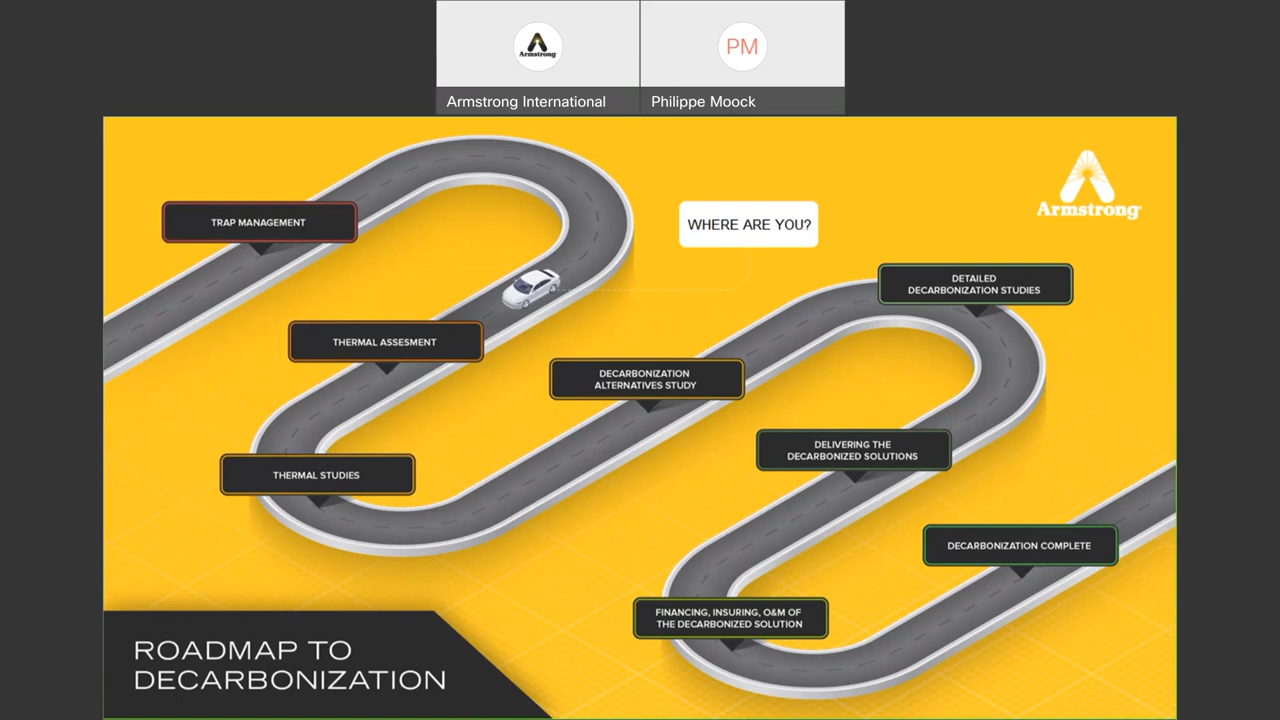 Armstrong
PM
Armstrong International
Philippe Moock
Armstrong
TRAP MANAGEMENT
WHERE ARE YOU?
DETAILED
DECARBONIZATION STUDIES
THERMAL ASSESMENT
DECARBONIZATION
ALTERNATIVES STUDY
DELIVERING THE
DECARBONIZED SOLUTIONS
THERMAL STUDIES
DECARBONIZATION COMPLETE
FINANCING, INSURING, O&M OF
THE DECARBONIZED SOLUTION
ROADMAP TO
DECARBONIZATION